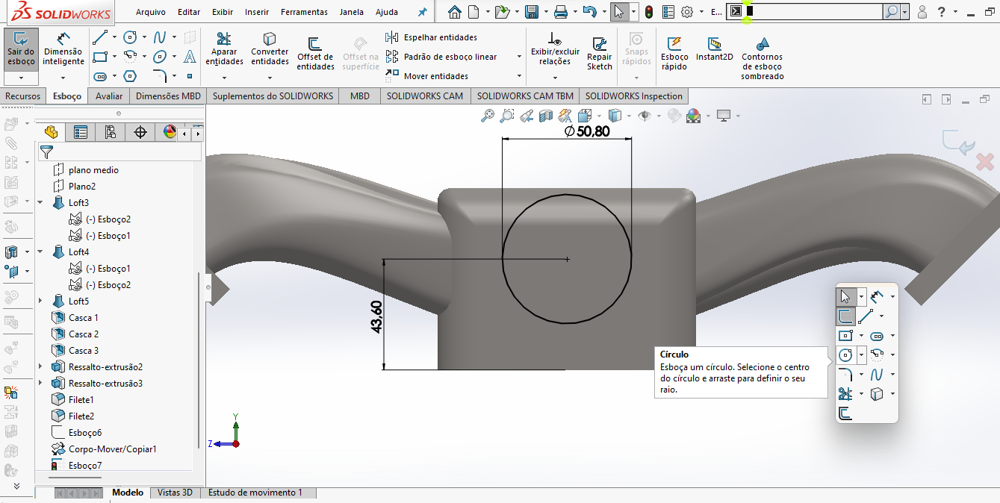 SOLIDWORKS
Arquivo Editar Exibir Inserir Ferramentas Janela Ajuda
E...
Sair do esboço
Dimensão inteligente
Aparar entidades
Converter entidades
Offset de entidades
Offset na superfície
Espelhar entidades
Padrão de esboço linear
Mover entidades
Exibir/excluir relações
Repair Sketch
Snaps rápidos
Esboço rápido
Instant2D
Contornos de esboço sombreado
Recursos Esboço Avaliar Dimensões MBD Suplementos do SOLIDWORKS MBD SOLIDWORKS CAM SOLIDWORKS CAM TBM SOLIDWORKS Inspection
plano medio
Plano2
Loft3
(-) Esboço2
(-) Esboço1
Loft4
(-) Esboço1
(-) Esboço2
Loft5
Casca 1
Casca 2
Casca 3
Ressalto-extrusão2
Ressalto-extrusão3
Filete1
Filete2
Esboço6
Corpo-Mover/Copiar1
Esboço7
Ø 50,80
43,60
Y
Z
Círculo
Esboça um círculo. Selecione o centro
do círculo e arraste para definir o seu
raio.
Modelo Vistas 3D Estudo de movimento 1